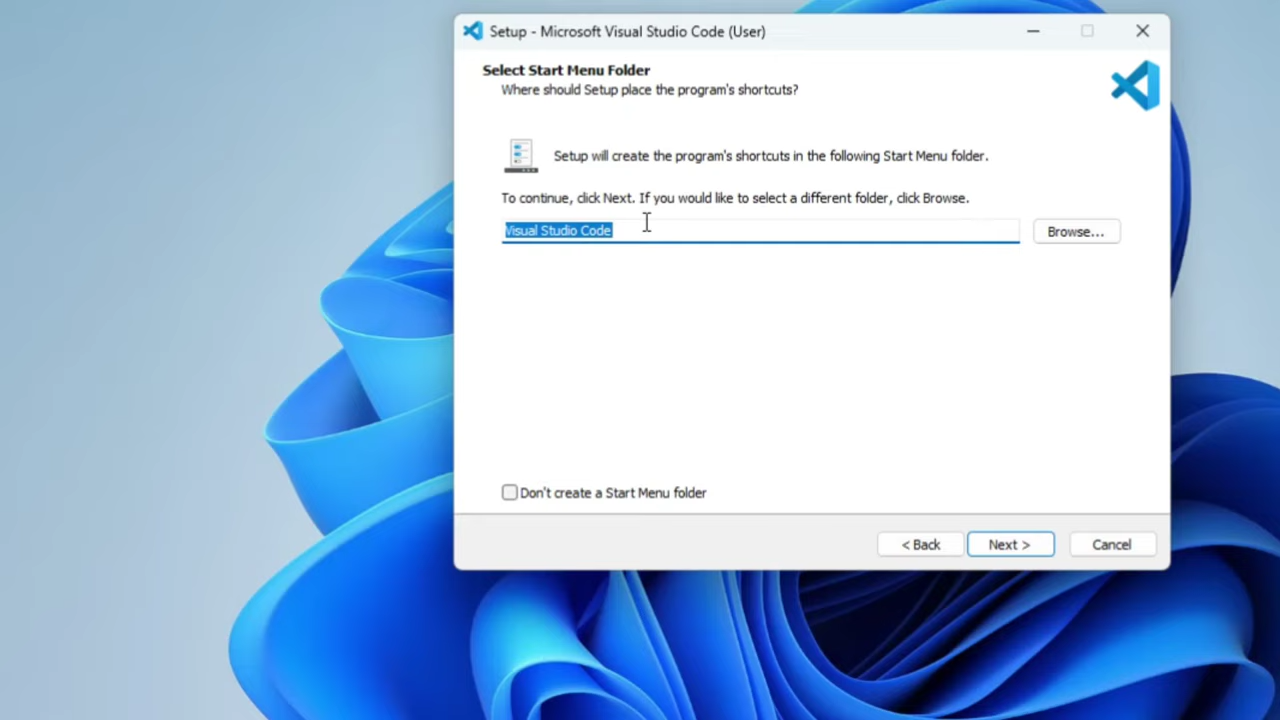 Setup - Microsoft Visual Studio Code (User)
Select Start Menu Folder
Where should Setup place the program's shortcuts?
Setup will create the program's shortcuts in the following Start Menu folder.
To continue, click Next. If you would like to select a different folder, click Browse.
Visual Studio Code
Browse...
Don't create a Start Menu folder
< Back
Next >
Cancel